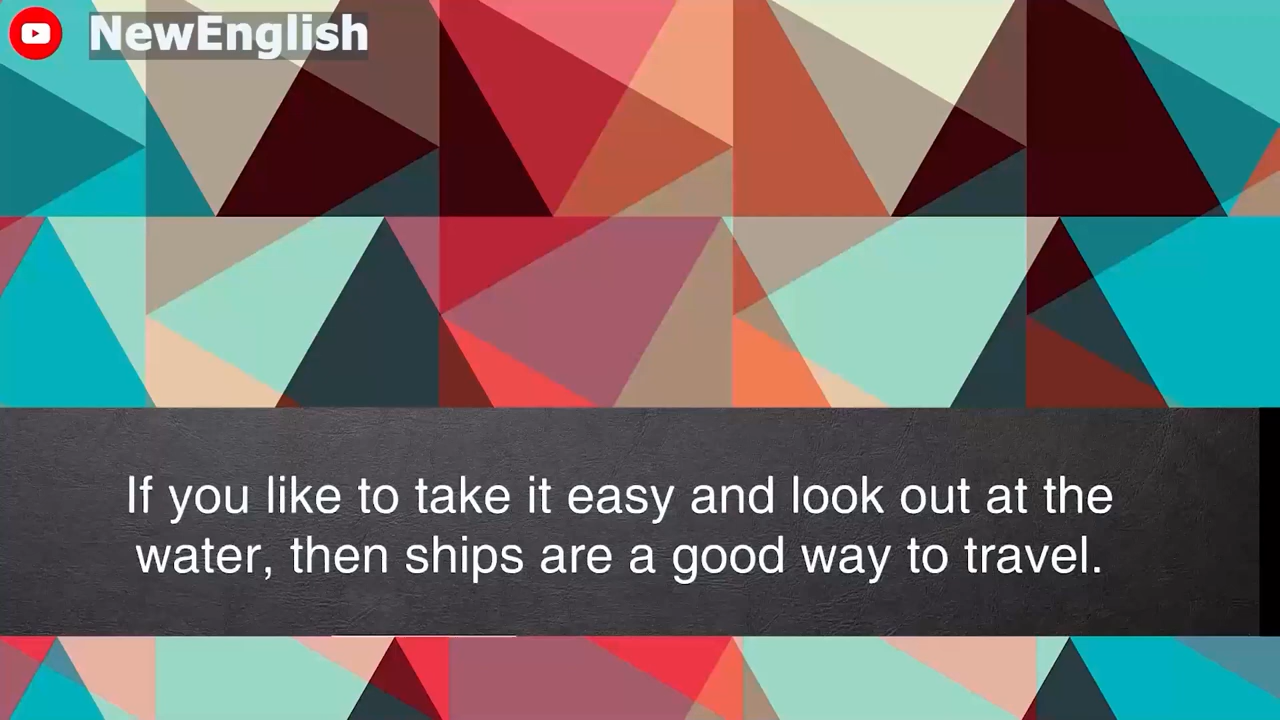 NewEnglish
If you like to take it easy and look out at the
water, then ships are a good way to travel.